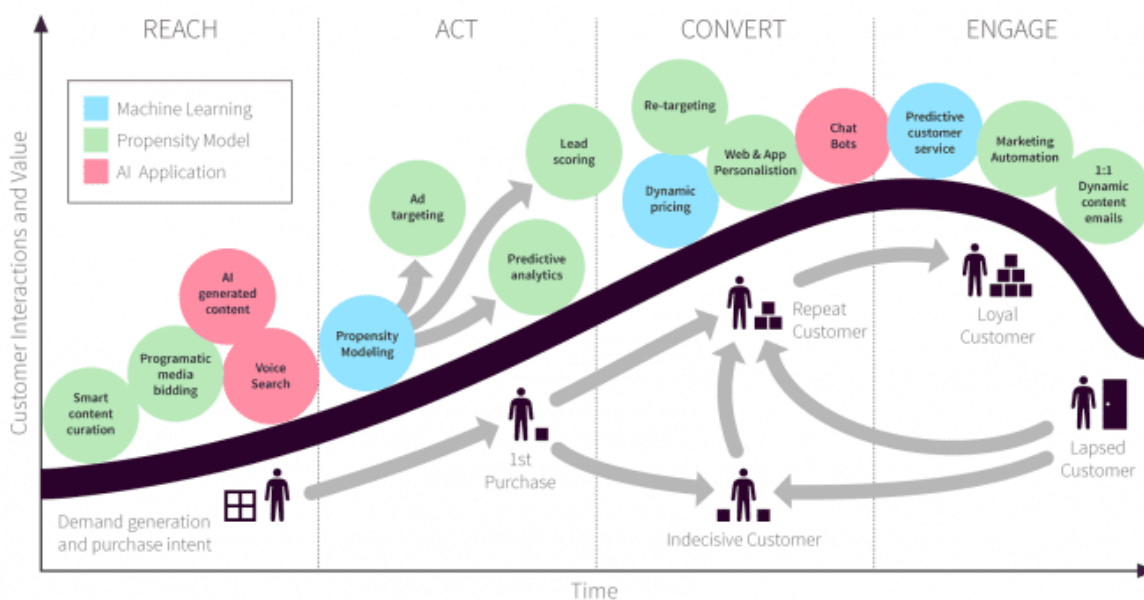 REACH
ACT
CONVERT
ENGAGE
Machine Learning
Propensity Model
AI Application
Customer Interactions and Value
Smart
content
curation
Programatic
media
bidding
AI
generated
content
Voice
Search
Propensity
Modeling
Ad
targeting
Lead
scoring
Predictive
analytics
Re-targeting
Dynamic
pricing
Web & App
Personalistion
Chat
Bots
Predictive
customer
service
Marketing
Automation
1:1
Dynamic
content
emails
Demand generation
and purchase intent
1st
Purchase
Repeat
Customer
Indecisive Customer
Loyal
Customer
Lapsed
Customer
Time